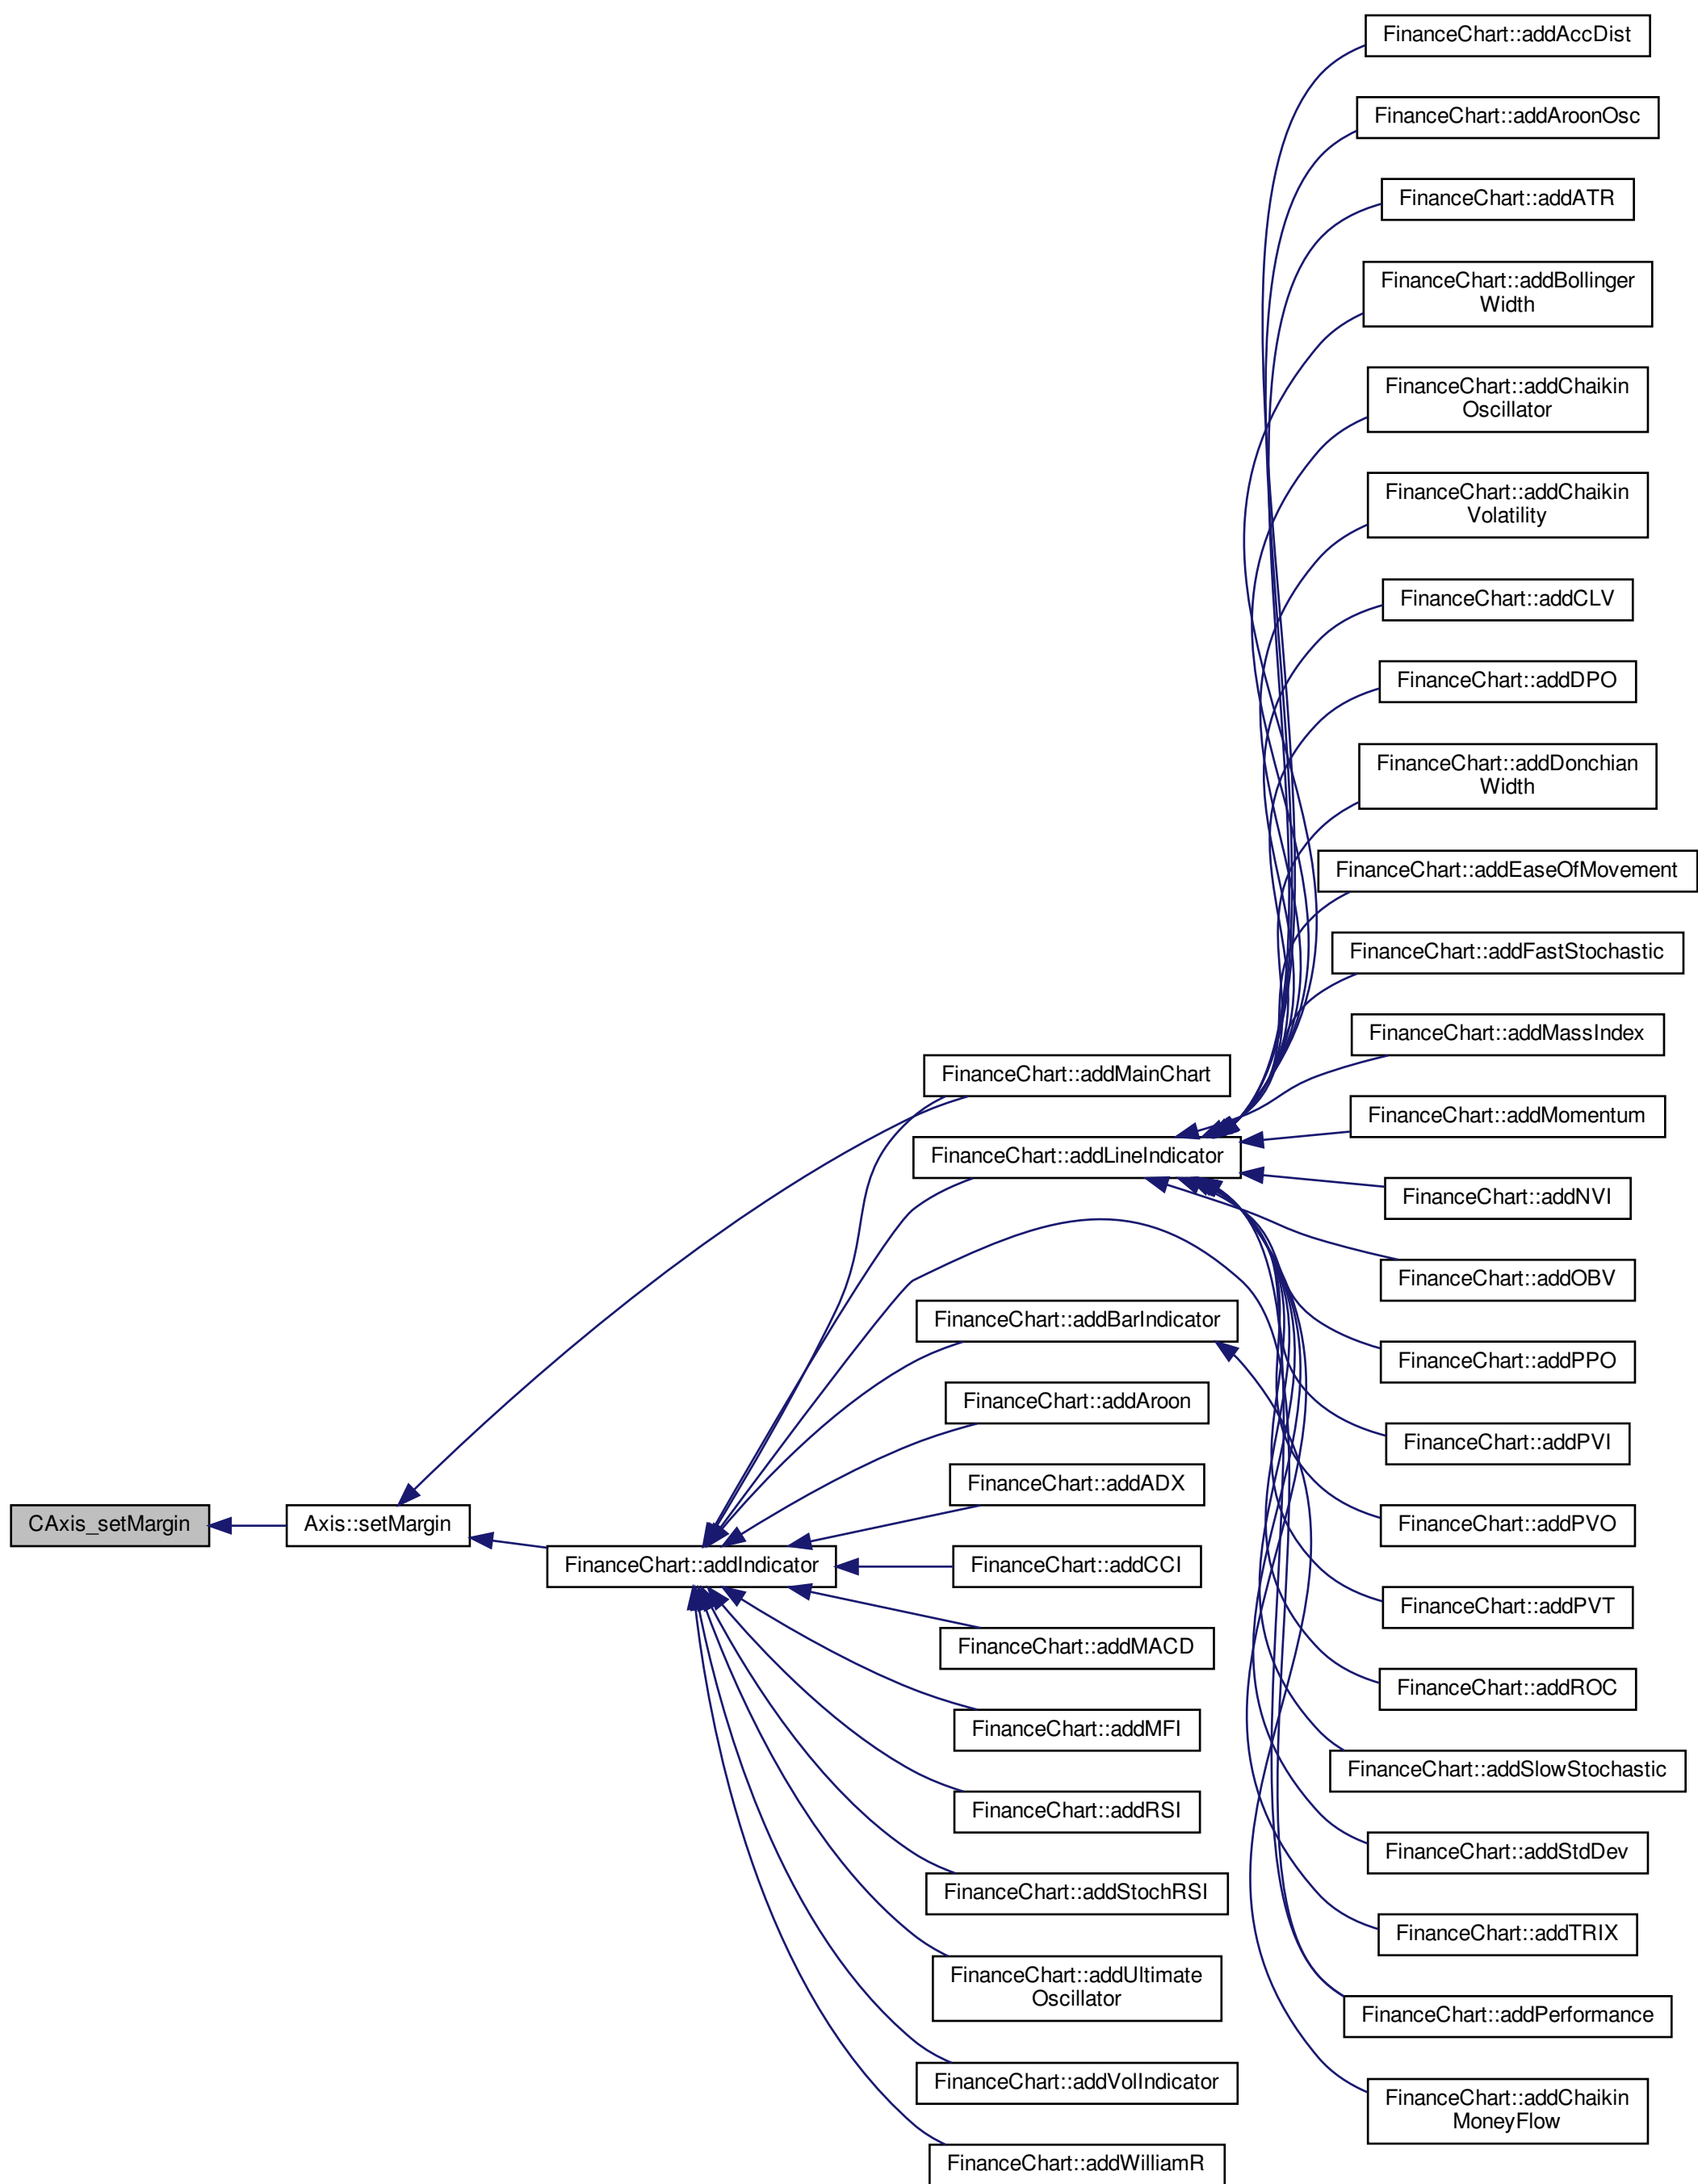 CAxis_setMargin
Axis::setMargin
FinanceChart::addIndicator
FinanceChart::addMainChart
FinanceChart::addLineIndicator
FinanceChart::addBarIndicator
FinanceChart::addAroon
FinanceChart::addADX
FinanceChart::addCCI
FinanceChart::addMACD
FinanceChart::addMFI
FinanceChart::addRSI
FinanceChart::addStochRSI
FinanceChart::addUltimate
Oscillator
FinanceChart::addVolIndicator
FinanceChart::addWilliamR
FinanceChart::addAccDist
FinanceChart::addAroonOsc
FinanceChart::addATR
FinanceChart::addBollinger
Width
FinanceChart::addChaikin
Oscillator
FinanceChart::addChaikin
Volatility
FinanceChart::addCLV
FinanceChart::addDPO
FinanceChart::addDonchian
Width
FinanceChart::addEaseOfMovement
FinanceChart::addFastStochastic
FinanceChart::addMassIndex
FinanceChart::addMomentum
FinanceChart::addNVI
FinanceChart::addOBV
FinanceChart::addPPO
FinanceChart::addPVI
FinanceChart::addPVO
FinanceChart::addPVT
FinanceChart::addROC
FinanceChart::addSlowStochastic
FinanceChart::addStdDev
FinanceChart::addTRIX
FinanceChart::addPerformance
FinanceChart::addChaikin
MoneyFlow